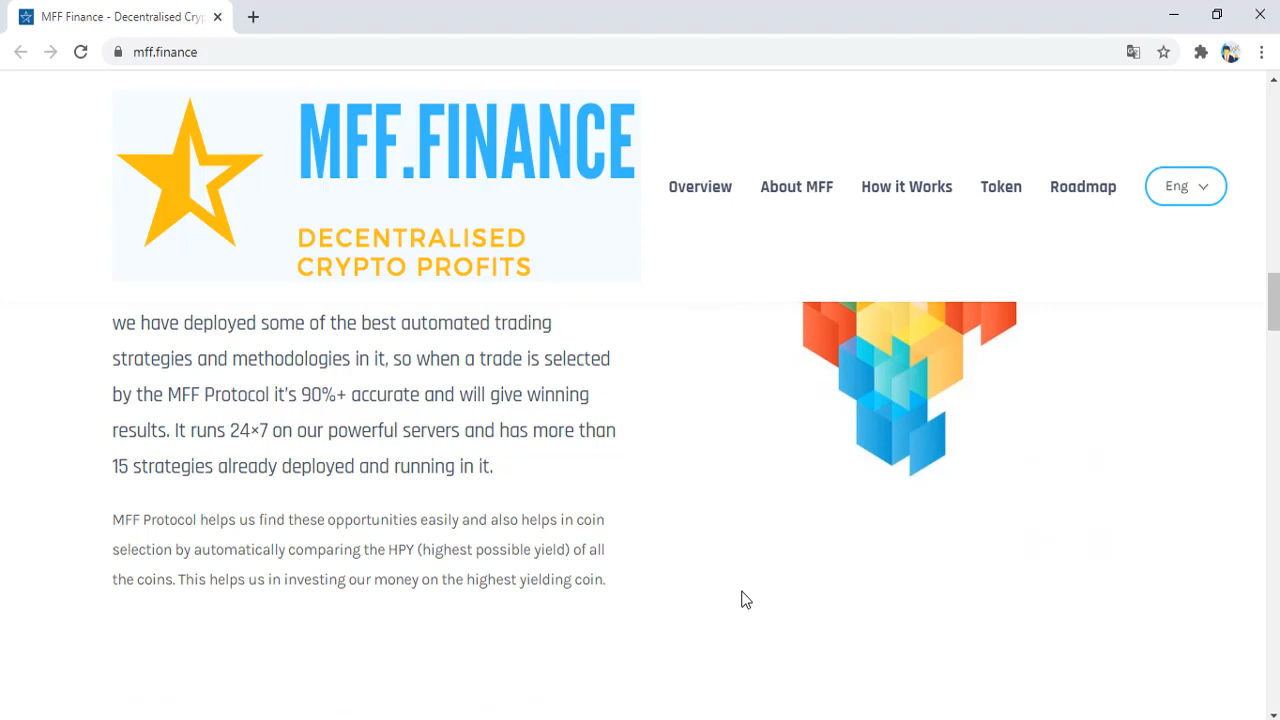 MFF Finance - Decentralised Cry
mff.finance
MFF.FINANCE
DECENTRALISED
CRYPTO PROFITS
Overview
About MFF
How it Works
Token
Roadmap
Eng
we have deployed some of the best automated trading
strategies and methodologies in it, so when a trade is selected
by the MFF Protocol it's 90%+ accurate and will give winning
results. It runs 24×7 on our powerful servers and has more than
15 strategies already deployed and running in it.
MFF Protocol helps us find these opportunities easily and also helps in coin
selection by automatically comparing the HPY (highest possible yield) of all
the coins. This helps us in investing our money on the highest yielding coin.